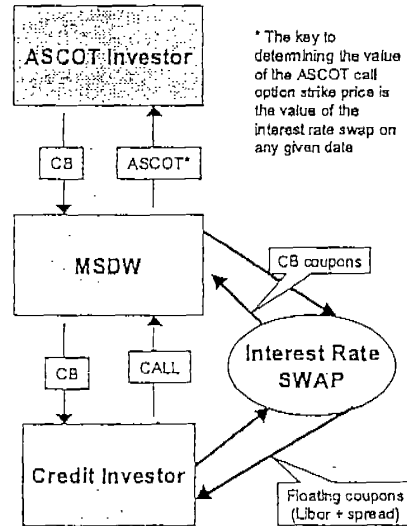 ASCOT Investor
* The key to
determining the value
of the ASCOT call
option strike price is
the value of the
interest rate swap on
any given date
CB
ASCOT*
MSDW
CB coupons
CB
CALL
Interest Rate
SWAP
Credit Investor
Floating coupons
(Libor + spread)